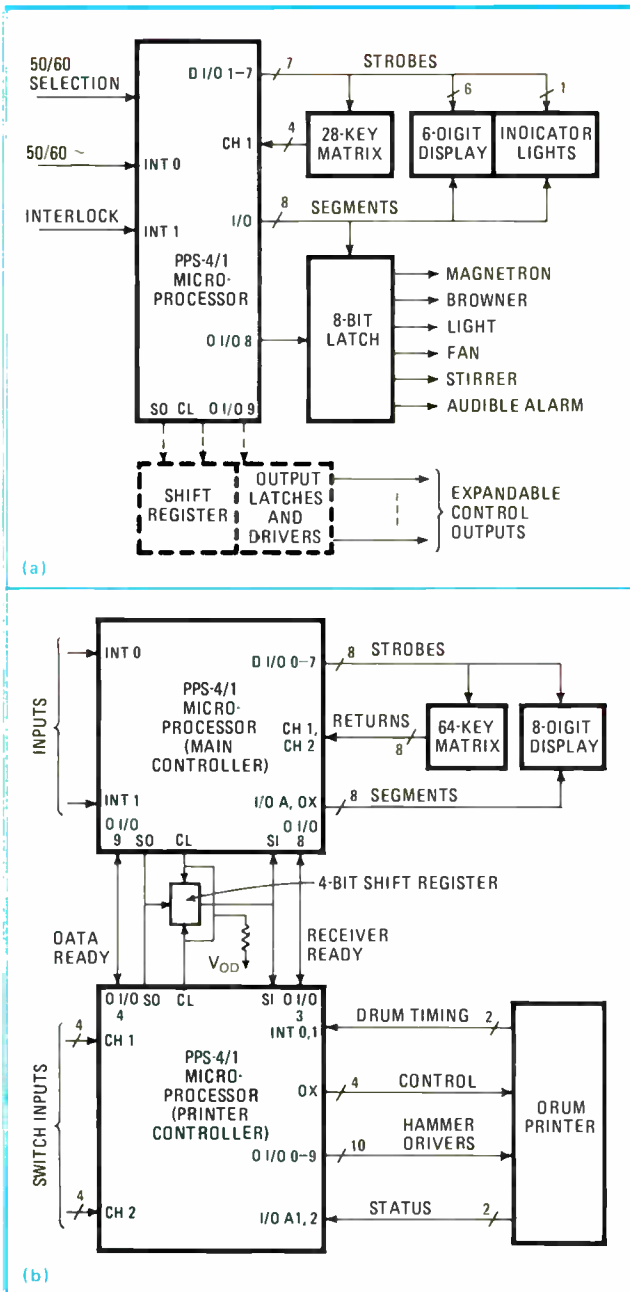 50/60
SELECTION
50/60 ~
INT 0
INTERLOCK
INT 1
D I/O 1-7
7
STROBES
6
1
CH 1
4
28-KEY
MATRIX
6-DIGIT
DISPLAY
INDICATOR
LIGHTS
I/O
8
SEGMENTS
PPS-4/1
MICRO-
PROCESSOR
O I/O 8
8-BIT
LATCH
MAGNETRON
BROWNER
LIGHT
FAN
STIRRER
AUDIBLE ALARM
SO CL O I/O 9
SHIFT
REGISTER
OUTPUT
LATCHES
AND
DRIVERS
EXPANDABLE
CONTROL
OUTPUTS
(a)
INPUTS
INT 0
INT 1
PPS-4/1
MICRO-
PROCESSOR
(MAIN
CONTROLLER)
D I/O 0-7
8
STROBES
CH 1,
CH 2
RETURNS
8
64-KEY
MATRIX
8-DIGIT
DISPLAY
I/O A, OX
8
SEGMENTS
O I/O
9
SO
CL
SI
O I/O
8
4-BIT SHIFT REGISTER
DATA
READY
VOD
RECEIVER
READY
O I/O
4
SO
CL
SI
O I/O
3
SWITCH INPUTS
4
CH 1
4
CH 2
PPS-4/1
MICRO-
PROCESSOR
(PRINTER
CONTROLLER)
INT 0,1
DRUM TIMING
2
OX
4
CONTROL
O I/O 0-9
10
HAMMER
DRIVERS
I/O A1, 2
STATUS
2
DRUM
PRINTER
(b)